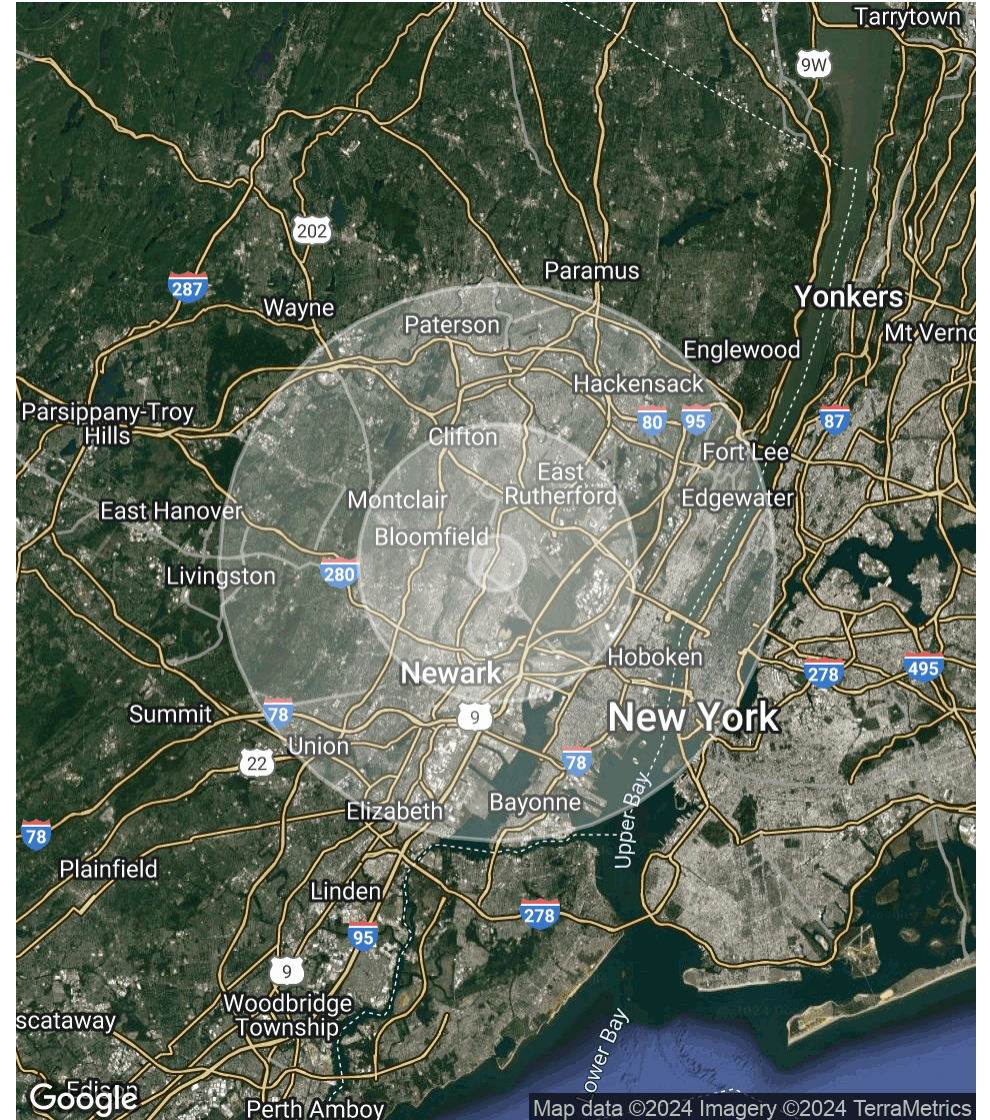 Tarrytown
9W
202
Paramus
287
Yonkers
Wayne
Paterson
Mt Verno
Englewood
Hackensack
Parsippany-Troy
Hills
80
95
87
Clifton
Fort Lee
East
Rutherford
Montclair
Edgewater
East Hanover
Bloomfield
280
Livingston
Hoboken
278
495
Newark
Summit
78
9
New York
Union
22
78
Elizabeth
Bayonne
Upper Bay
78
Plainfield
Linden
278
95
9
Woodbridge
Township
scataway
Lower Bay
Edison
Google
Perth Amboy
Map data ©2024 Imagery ©2024 TerraMetrics